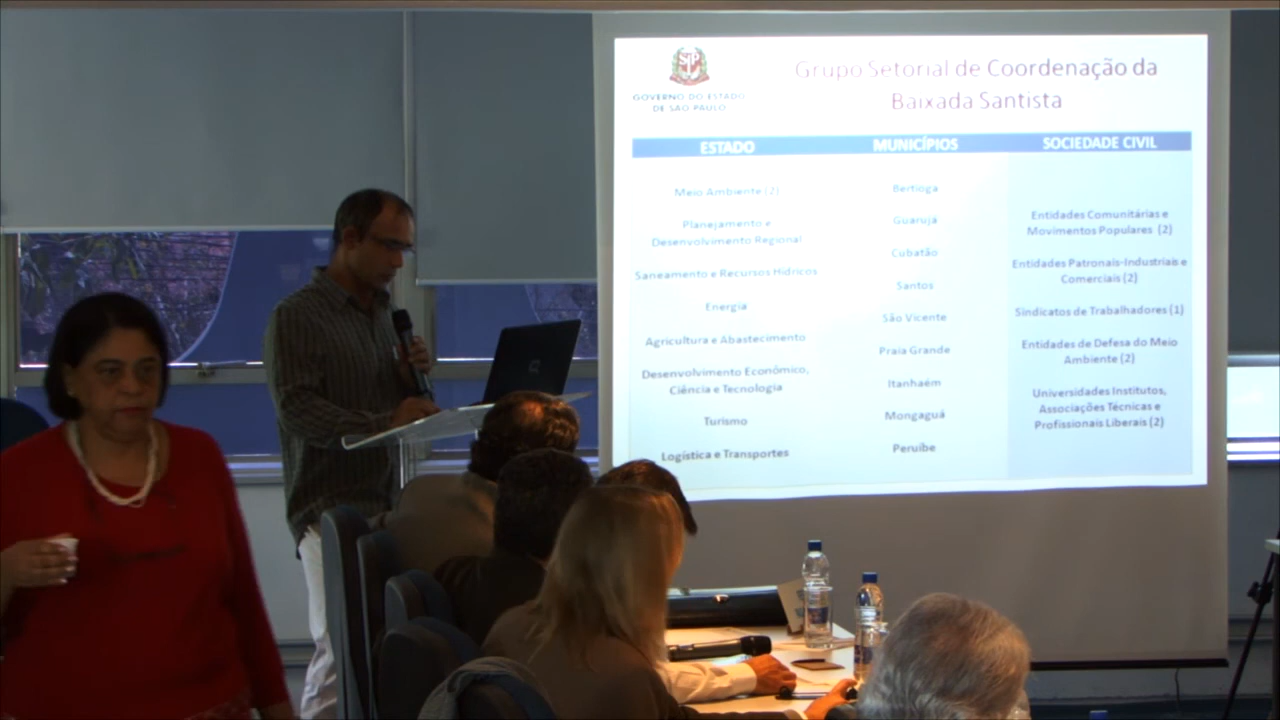 SP
GOVERNO DO ESTADO
DE SÃO PAULO
Grupo Setorial de Coordenação da
Baixada Santista
ESTADO
Meio Ambiente (2)
Planejamento e
Desenvolvimento Regional
Saneamento e Recursos Hídricos
Energia
Agricultura e Abastecimento
Desenvolvimento Econômico,
Ciência e Tecnologia
Turismo
Logística e Transportes
MUNICÍPIOS
Bertioga
Guarujá
Cubatão
Santos
São Vicente
Praia Grande
Itanhaém
Mongaguá
Peruíbe
SOCIEDADE CIVIL
Entidades Comunitárias e
Movimentos Populares (2)
Entidades Patronais-Industriais e
Comerciais (2)
Sindicatos de Trabalhadores (1)
Entidades de Defesa do Meio
Ambiente (2)
Universidades Institutos,
Associações Técnicas e
Profissionais Liberais (2)